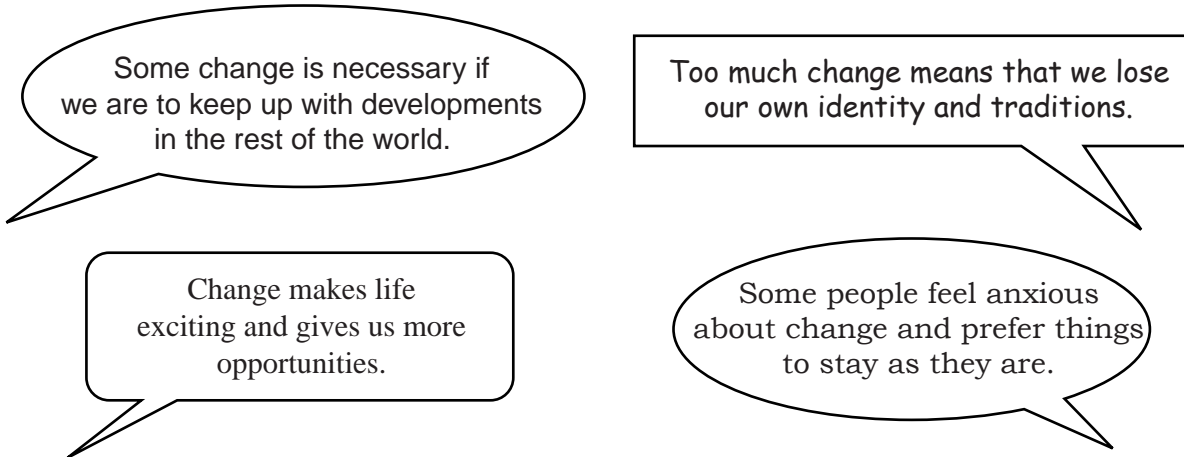 Some change is necessary if
we are to keep up with developments
in the rest of the world.
Too much change means that we lose
our own identity and traditions.
Change makes life
exciting and gives us more
opportunities.
Some people feel anxious
about change and prefer things
to stay as they are.